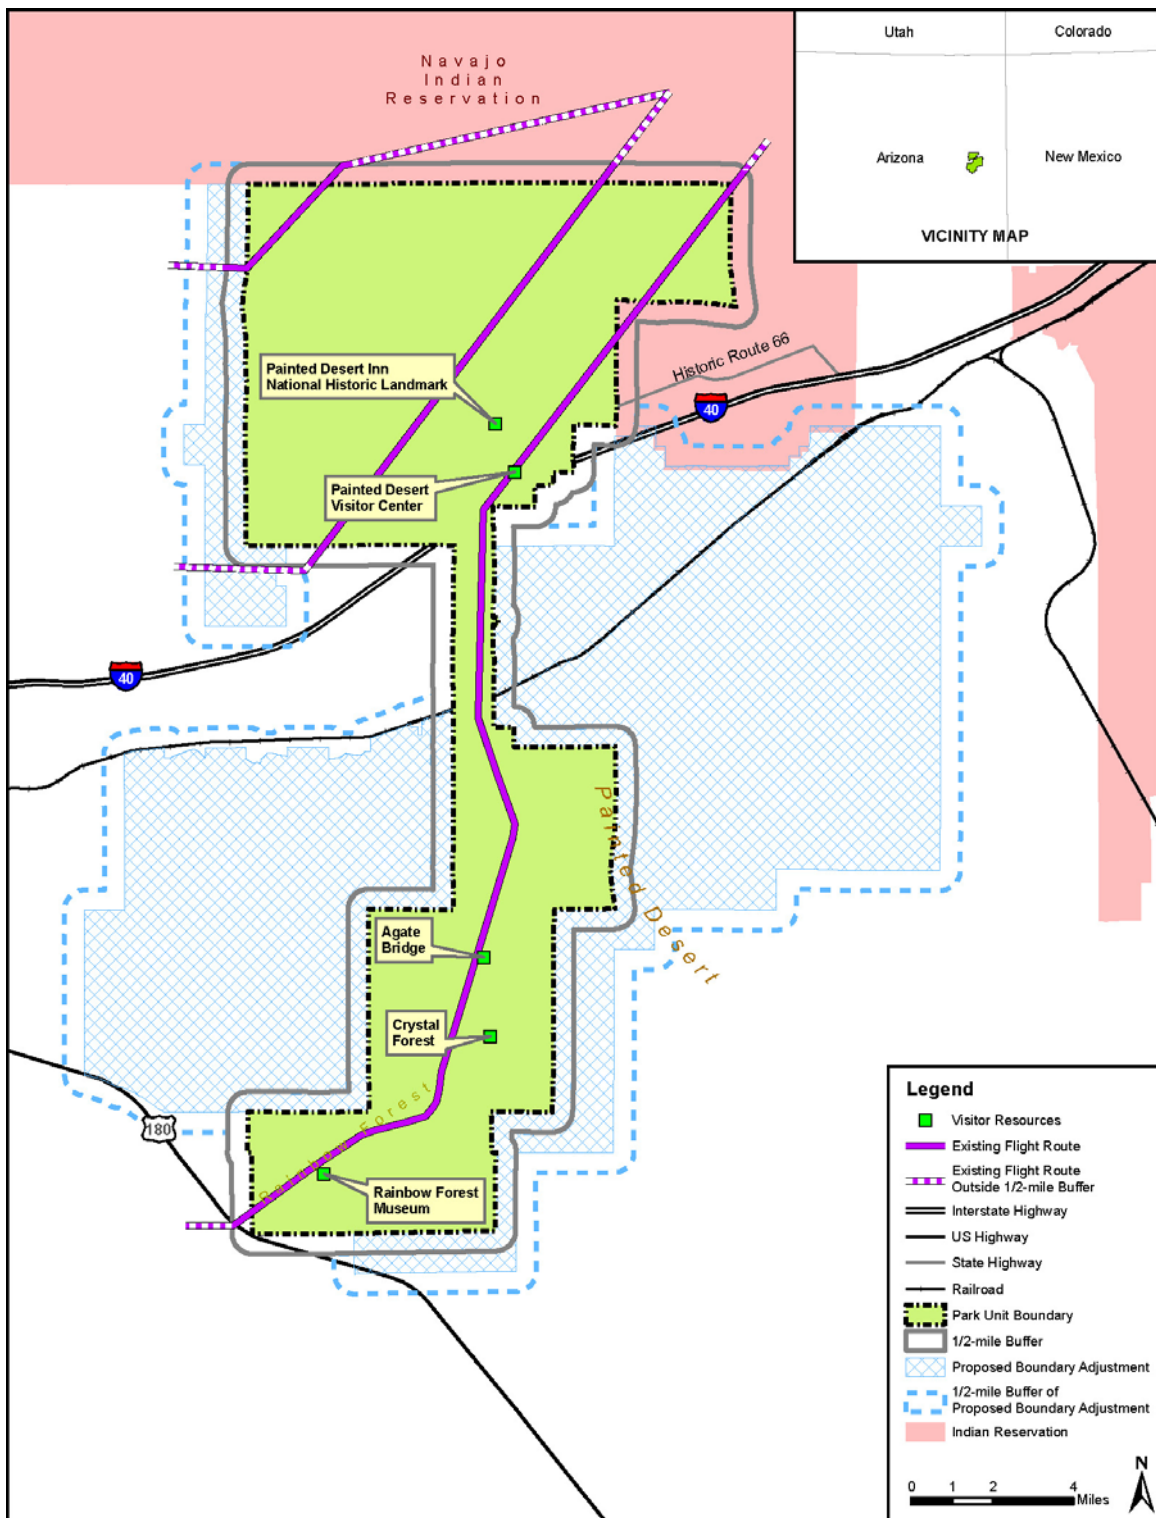 Navajo
Indian
Reservation
Utah
Colorado
Arizona
New Mexico
VICINITY MAP
Historic Route 66
40
Painted Desert Inn
National Historic Landmark
Painted Desert
Visitor Center
40
Painted Desert
Agate
Bridge
Crystal
Forest
Rainbow Forest
180
Rainbow Forest
Museum
Legend
Visitor Resources
Existing Flight Route
Existing Flight Route
Outside 1/2-mile Buffer
Interstate Highway
US Highway
State Highway
Railroad
Park Unit Boundary
1/2-mile Buffer
Proposed Boundary Adjustment
1/2-mile Buffer of
Proposed Boundary Adjustment
Indian Reservation
N
0 1 2 4
Miles